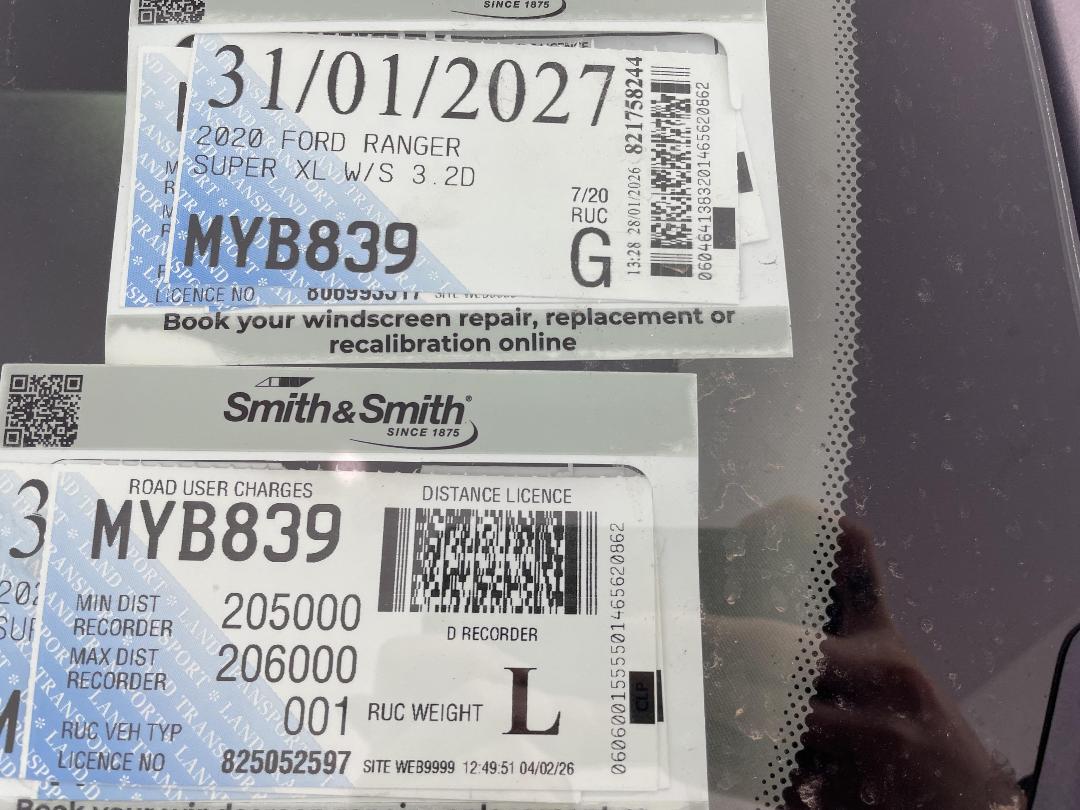 SINCE 1875
31/01/2027
2020 FORD RANGER
SUPER XL W/S 3.2D
7/20
RUC
G
MYB839
13:28 28/01/2026 821758244
0604641383201465620862
LICENCE NO
Book your windscreen repair, replacement or
recalibration online
Smith&Smith®
SINCE 1875
ROAD USER CHARGES
MYB839
DISTANCE LICENCE
MIN DIST
RECORDER 205000
D RECORDER
MAX DIST
RECORDER 206000
RUC VEH TYP 001
RUC WEIGHT L
LICENCE NO 825052597 SITE WEB9999 12:49:51 04/02/26
CLP